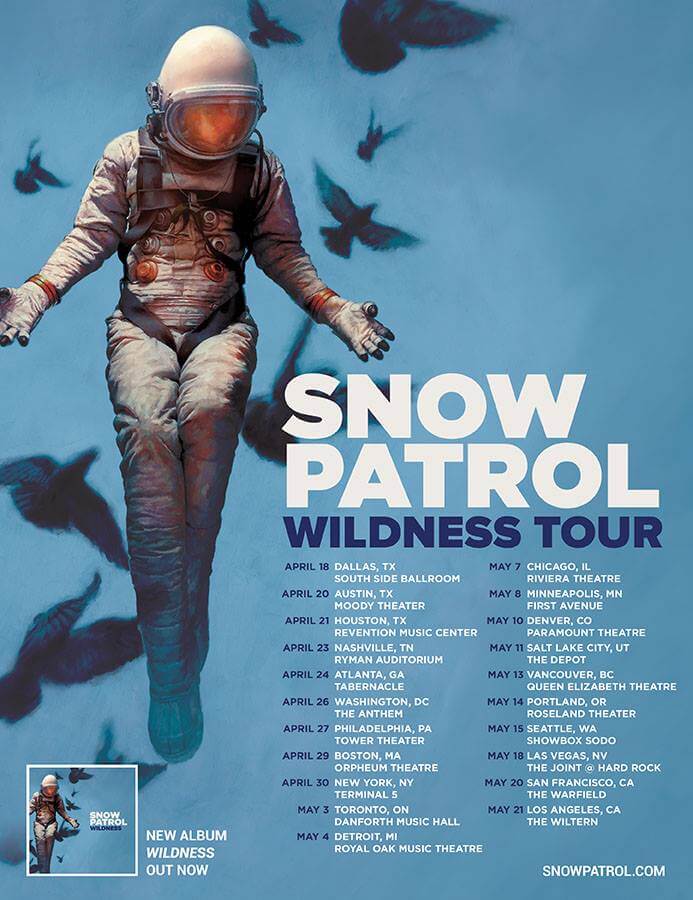 SNOW
PATROL
WILDNESS TOUR
APRIL 18 DALLAS, TX
SOUTH SIDE BALLROOM
APRIL 20 AUSTIN, TX
MOODY THEATER
APRIL 21 HOUSTON, TX
REVENTION MUSIC CENTER
APRIL 23 NASHVILLE, TN
RYMAN AUDITORIUM
APRIL 24 ATLANTA, GA
TABERNACLE
APRIL 26 WASHINGTON, DC
THE ANTHEM
APRIL 27 PHILADELPHIA, PA
TOWER THEATER
APRIL 29 BOSTON, MA
ORPHEUM THEATRE
APRIL 30 NEW YORK, NY
TERMINAL 5
MAY 3 TORONTO, ON
DANFORTH MUSIC HALL
MAY 4 DETROIT, MI
ROYAL OAK MUSIC THEATRE
MAY 7 CHICAGO, IL
RIVIERA THEATRE
MAY 8 MINNEAPOLIS, MN
FIRST AVENUE
MAY 10 DENVER, CO
PARAMOUNT THEATRE
MAY 11 SALT LAKE CITY, UT
THE DEPOT
MAY 13 VANCOUVER, BC
QUEEN ELIZABETH THEATRE
MAY 14 PORTLAND, OR
ROSELAND THEATER
MAY 15 SEATTLE, WA
SHOWBOX SODO
MAY 18 LAS VEGAS, NV
THE JOINT @ HARD ROCK
MAY 20 SAN FRANCISCO, CA
THE WARFIELD
MAY 21 LOS ANGELES, CA
THE WILTERN
SNOW
PATROL
WILDNESS
NEW ALBUM
WILDNESS
OUT NOW
SNOWPATROL.COM